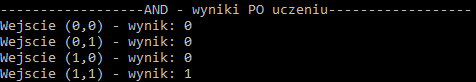 ------------------AND - wyniki PO uczeniu------------------
Wejscie (0,0) - wynik: 0
Wejscie (0,1) - wynik: 0
Wejscie (1,0) - wynik: 0
Wejscie (1,1) - wynik: 1